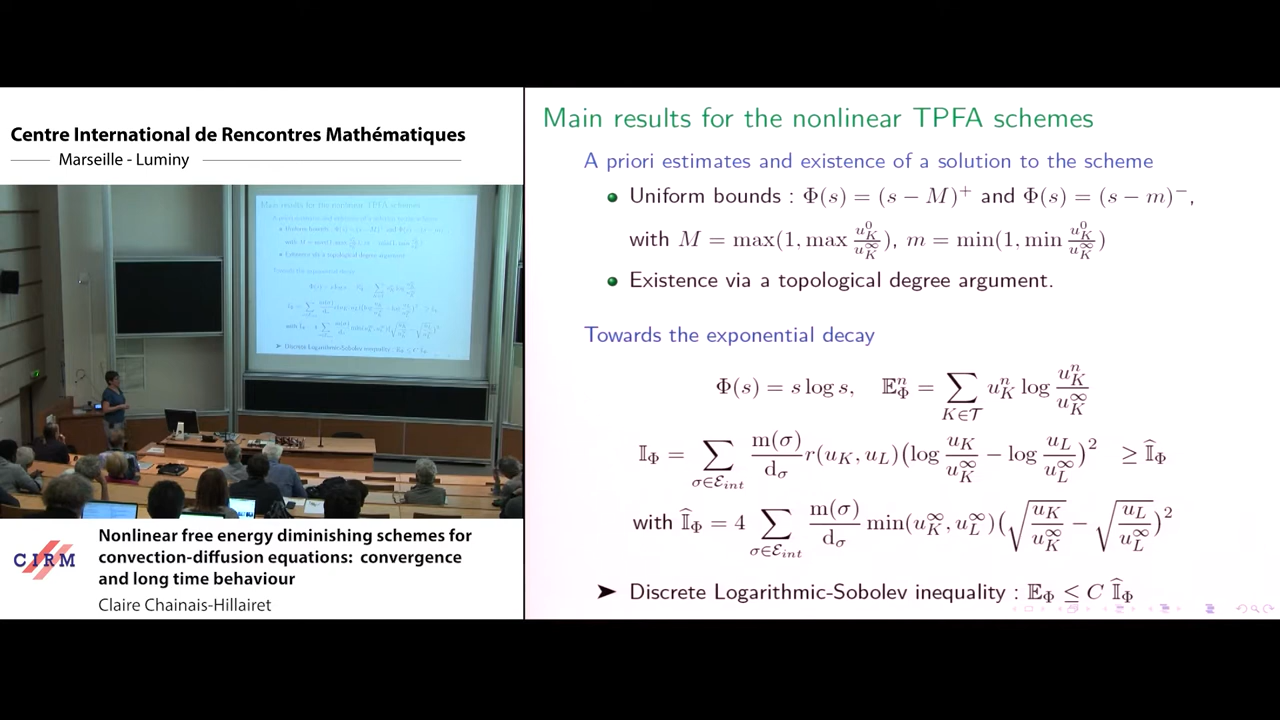 Centre International de Rencontres Mathématiques
Marseille - Luminy
CIRM
Nonlinear free energy diminishing schemes for
convection-diffusion equations: convergence
and long time behaviour
Claire Chainais-Hillairet
Main results for the nonlinear TPFA schemes
A priori estimates and existence of a solution to the scheme
Uniform bounds : Φ(s) = (s − M)⁺ and Φ(s) = (s − m)⁻,
with M = max(1, max u_K^0/u_K^∞), m = min(1, min u_K^0/u_K^∞)
Existence via a topological degree argument.
Towards the exponential decay
Φ(s) = s log s, 𝔼_Φ^n = ∑_{K∈𝒯} u_K^n log u_K^n/u_K^∞
𝕀_Φ = ∑_{σ∈ℰ_int} m(σ)/d_σ r(u_K, u_L)(log u_K/u_K^∞ − log u_L/u_L^∞)² ≥ 𝕀̂_Φ
with 𝕀̂_Φ = 4 ∑_{σ∈ℰ_int} m(σ)/d_σ min(u_K^∞, u_L^∞)(√(u_K/u_K^∞) − √(u_L/u_L^∞))²
➤ Discrete Logarithmic-Sobolev inequality : 𝔼_Φ ≤ C 𝕀̂_Φ